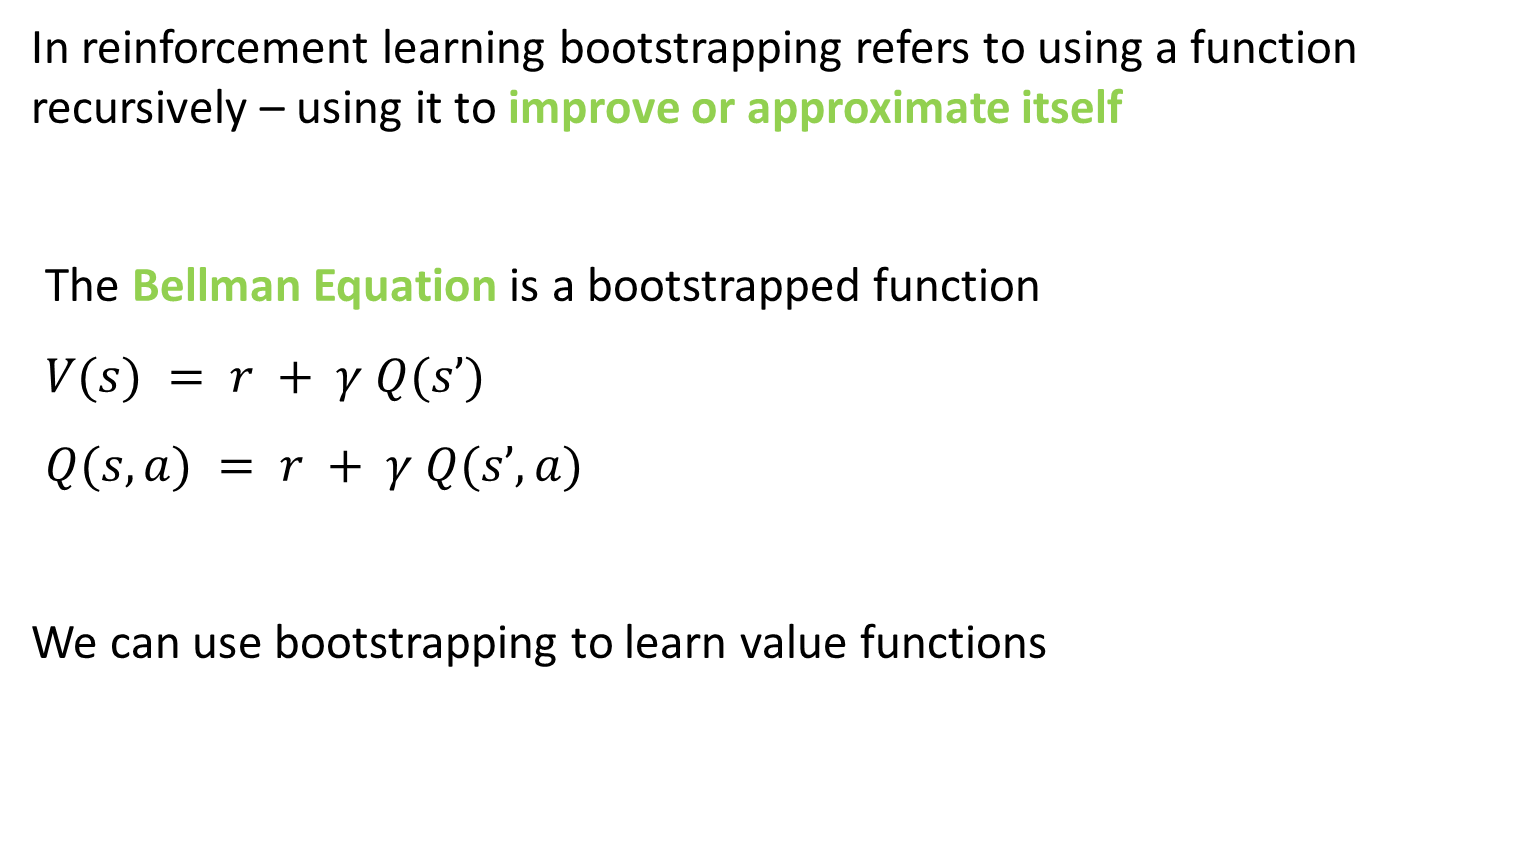 In reinforcement learning bootstrapping refers to using a function
recursively – using it to improve or approximate itself
The Bellman Equation is a bootstrapped function
V(s) = r + γ Q(s’)
Q(s, a) = r + γ Q(s’, a)
We can use bootstrapping to learn value functions